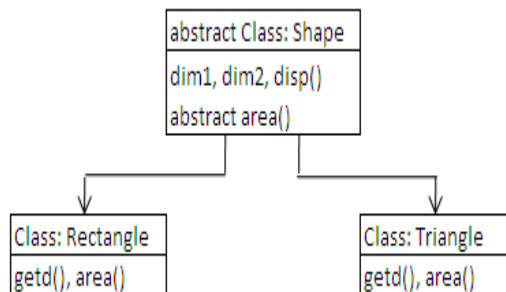 abstract Class: Shape
dim1, dim2, disp()
abstract area()
Class: Rectangle
getd(), area()
Class: Triangle
getd(), area()